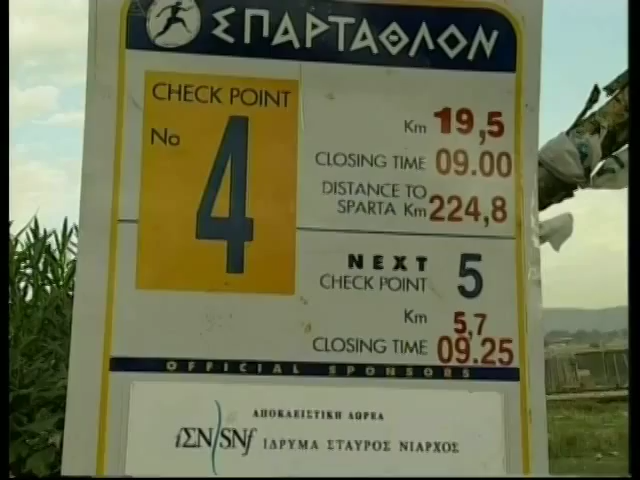 ΣΠΑΡΤΑΘΛΟΝ
CHECK POINT
No
4
Km 19,5
CLOSING TIME 09.00
DISTANCE TO
SPARTA Km 224,8
NEXT
CHECK POINT 5
Km 5,7
CLOSING TIME 09.25
OFFICIAL SPONSORS
ΑΠΟΚΛΕΙΣΤΙΚΗ ΔΩΡΕΑ
iΣΝ SNf ΙΔΡΥΜΑ ΣΤΑΥΡΟΣ ΝΙΑΡΧΟΣ